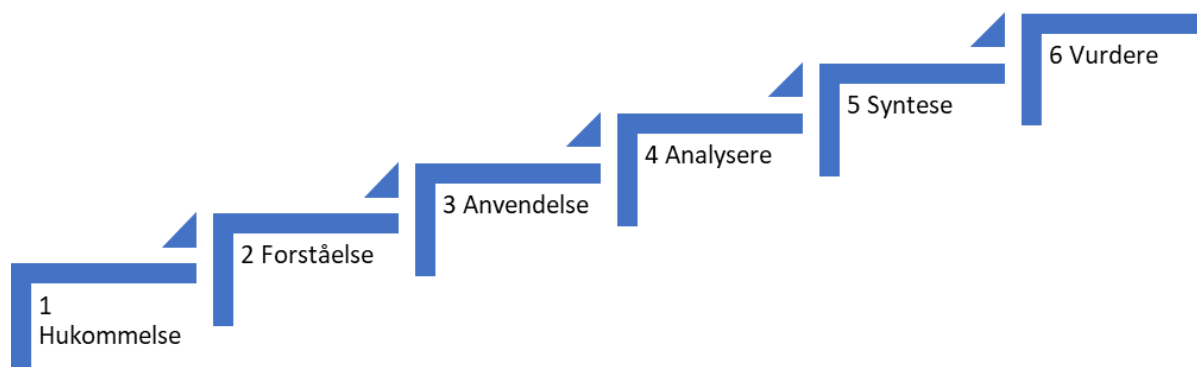 1
Hukommelse
2 Forståelse
3 Anvendelse
4 Analysere
5 Syntese
6 Vurdere